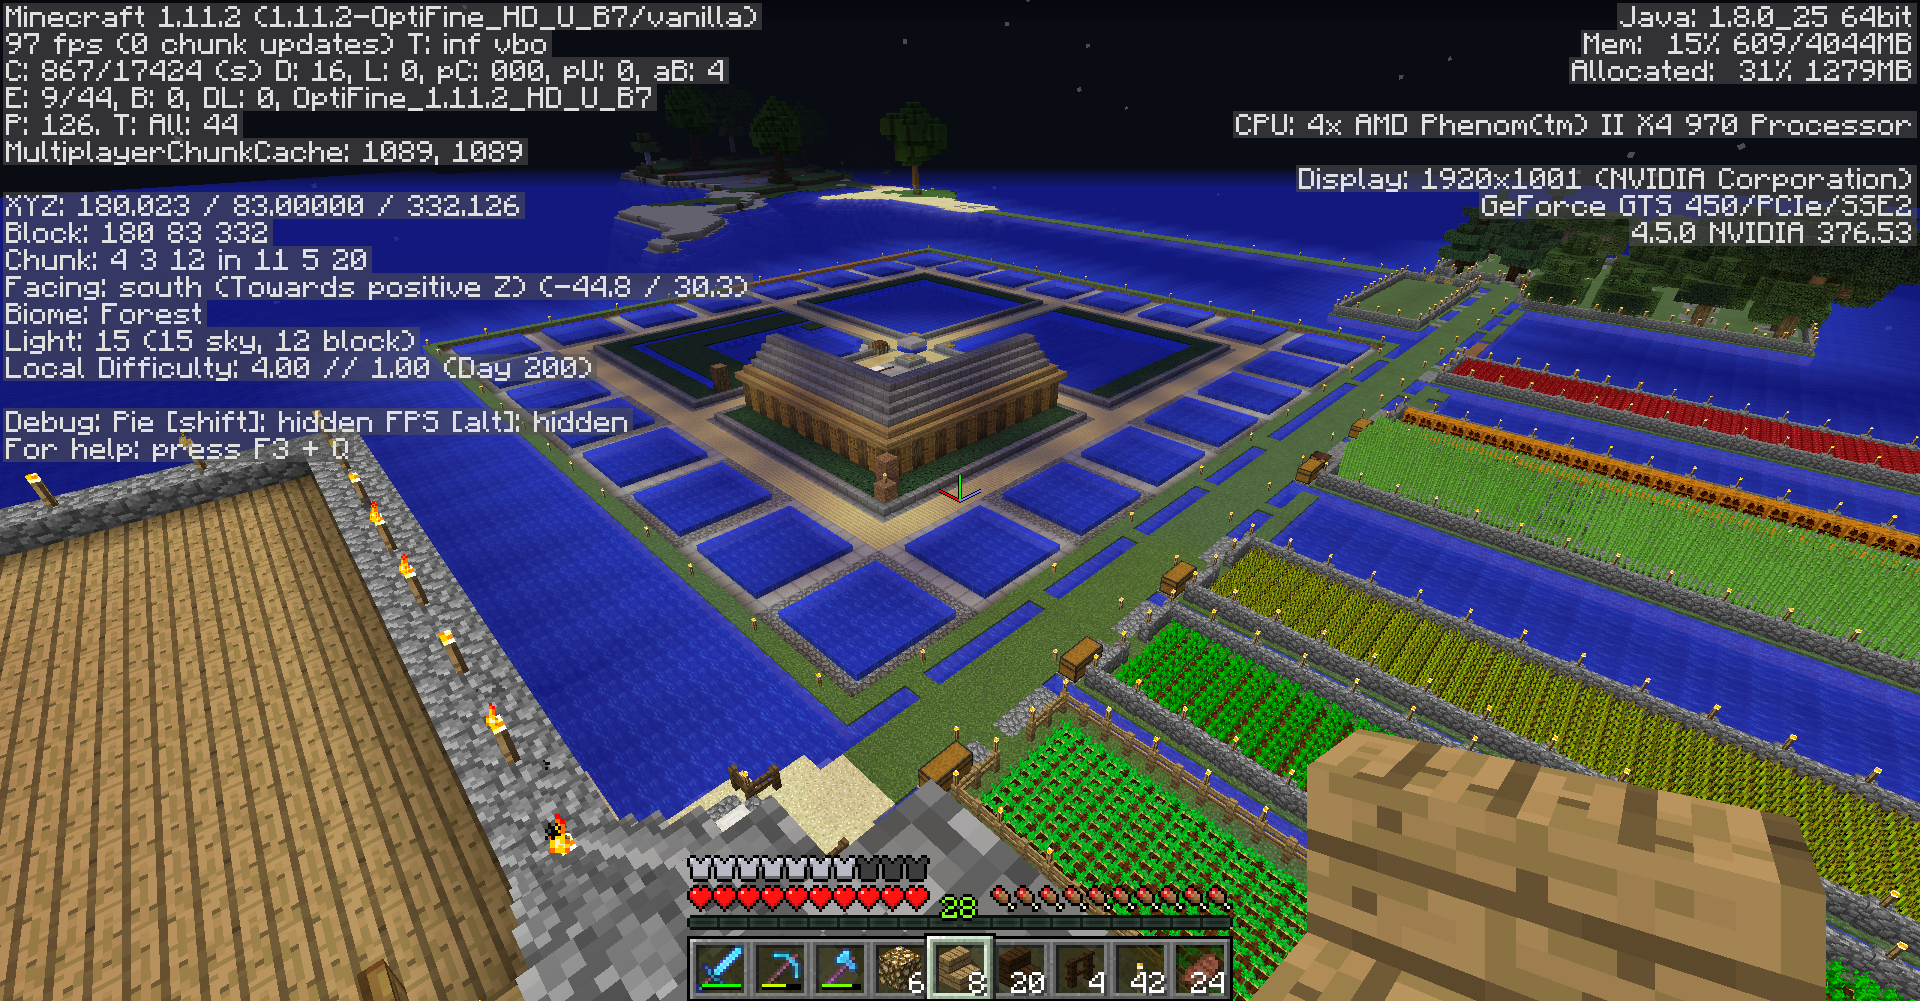 Minecraft 1.11.2 (1.11.2-OptiFine_HD_U_B7/vanilla)
97 fps (0 chunk updates) T: inf vbo
C: 867/17424 (s) D: 16, L: 0, pC: 000, pU: 0, aB: 4
E: 9/44, B: 0, DL: 0, OptiFine_1.11.2_HD_U_B7
P: 126. T: All: 44
MultiplayerChunkCache: 1089, 1089
XYZ: 180.023 / 83.00000 / 332.126
Block: 180 83 332
Chunk: 4 3 12 in 11 5 20
Facing: south (Towards positive Z) (-44.8 / 30.3)
Biome: Forest
Light: 15 (15 sky, 12 block)
Local Difficulty: 4.00 // 1.00 (Day 200)
Debug: Pie [shift]: hidden FPS [alt]: hidden
For help: press F3 + Q
Java: 1.8.0_25 64bit
Mem: 15% 609/4044MB
Allocated: 31% 1279MB
CPU: 4x AMD Phenom(tm) II X4 970 Processor
Display: 1920x1001 (NVIDIA Corporation)
GeForce GTS 450/PCIe/SSE2
4.5.0 NVIDIA 376.53
28
6 8 20 4 42 24